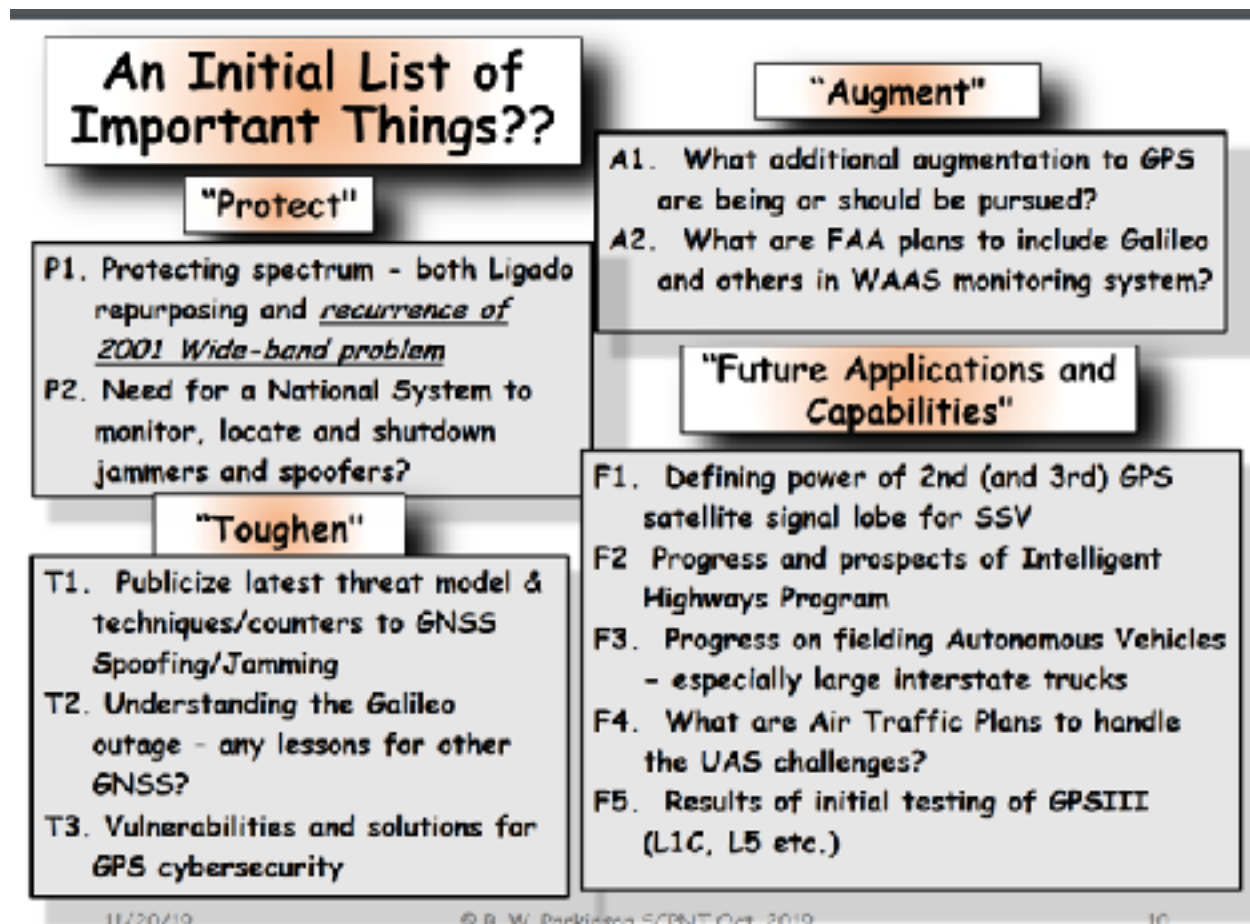 An Initial List of
Important Things??
"Protect"
P1. Protecting spectrum - both Ligado
repurposing and recurrence of
2001 Wide-band problem
P2. Need for a National System to
monitor, locate and shutdown
jammers and spoofers?
"Toughen"
T1. Publicize latest threat model &
techniques/counters to GNSS
Spoofing/Jamming
T2. Understanding the Galileo
outage - any lessons for other
GNSS?
T3. Vulnerabilities and solutions for
GPS cybersecurity
"Augment"
A1. What additional augmentation to GPS
are being or should be pursued?
A2. What are FAA plans to include Galileo
and others in WAAS monitoring system?
"Future Applications and
Capabilities"
F1. Defining power of 2nd (and 3rd) GPS
satellite signal lobe for SSV
F2 Progress and prospects of Intelligent
Highways Program
F3. Progress on fielding Autonomous Vehicles
- especially large interstate trucks
F4. What are Air Traffic Plans to handle
the UAS challenges?
F5. Results of initial testing of GPSIII
(L1C, L5 etc.)
11/20/19
© B. W. Parkinson SCPNT Oct. 2019
10